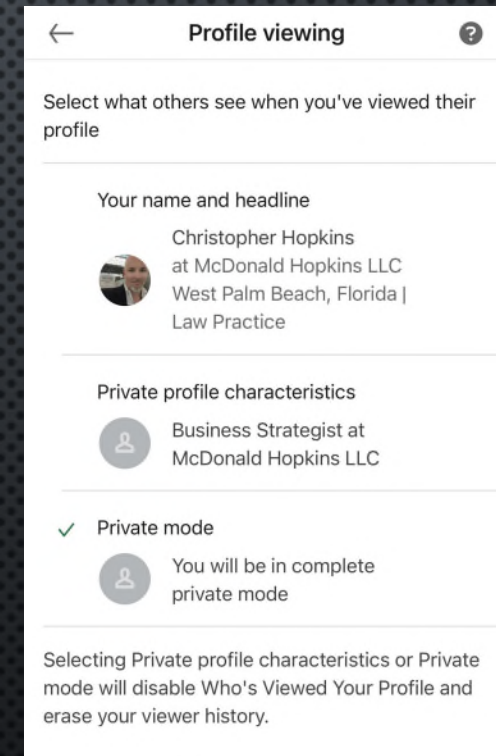 Profile viewing
?
Select what others see when you've viewed their
profile
Your name and headline
Christopher Hopkins
at McDonald Hopkins LLC
West Palm Beach, Florida |
Law Practice
Private profile characteristics
Business Strategist at
McDonald Hopkins LLC
Private mode
You will be in complete
private mode
Selecting Private profile characteristics or Private
mode will disable Who's Viewed Your Profile and
erase your viewer history.